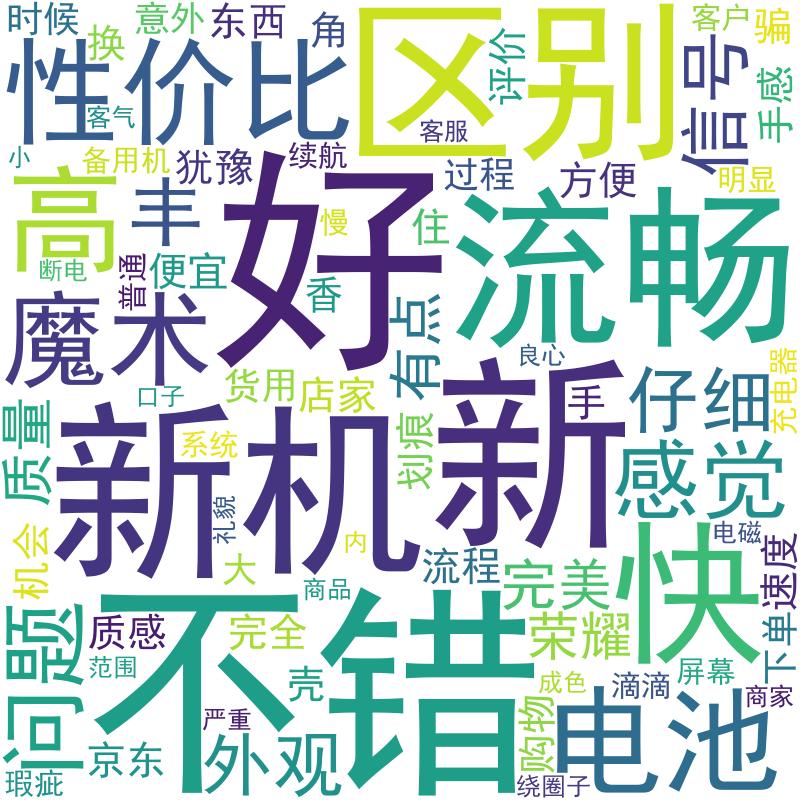 时候
换
意外
东西
角
区别
评价
客户
骗
性价比
客气
客服
信号
手感
小
备用机
犹豫
续航
过程
方便
明显
高
丰
好
慢
住
流畅
断电
普通
便宜
香
魔术
有点
良心
充电器
口子
货用
店家
新
手
仔细
质量
新机
系统
划痕
感觉
礼貌
机会
内
电磁
大
流程
商品
完美
快
速度
问题
质感
完全
不错
荣耀
下单
范围
壳
成色
滴滴
屏幕
商家
严重
购物
电池
京东
外观
瑕疵
绕圈子